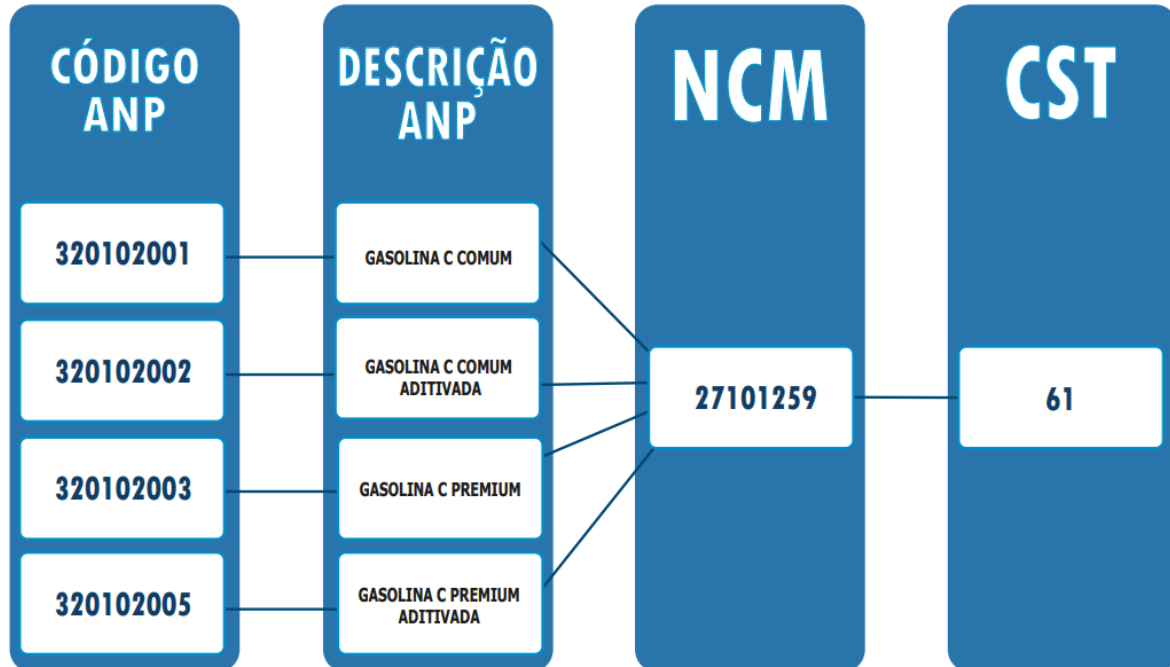 CÓDIGO
ANP
DESCRIÇÃO
ANP
NCM
CST
320102001
GASOLINA C COMUM
320102002
GASOLINA C COMUM
ADITIVADA
27101259
61
320102003
GASOLINA C PREMIUM
320102005
GASOLINA C PREMIUM
ADITIVADA